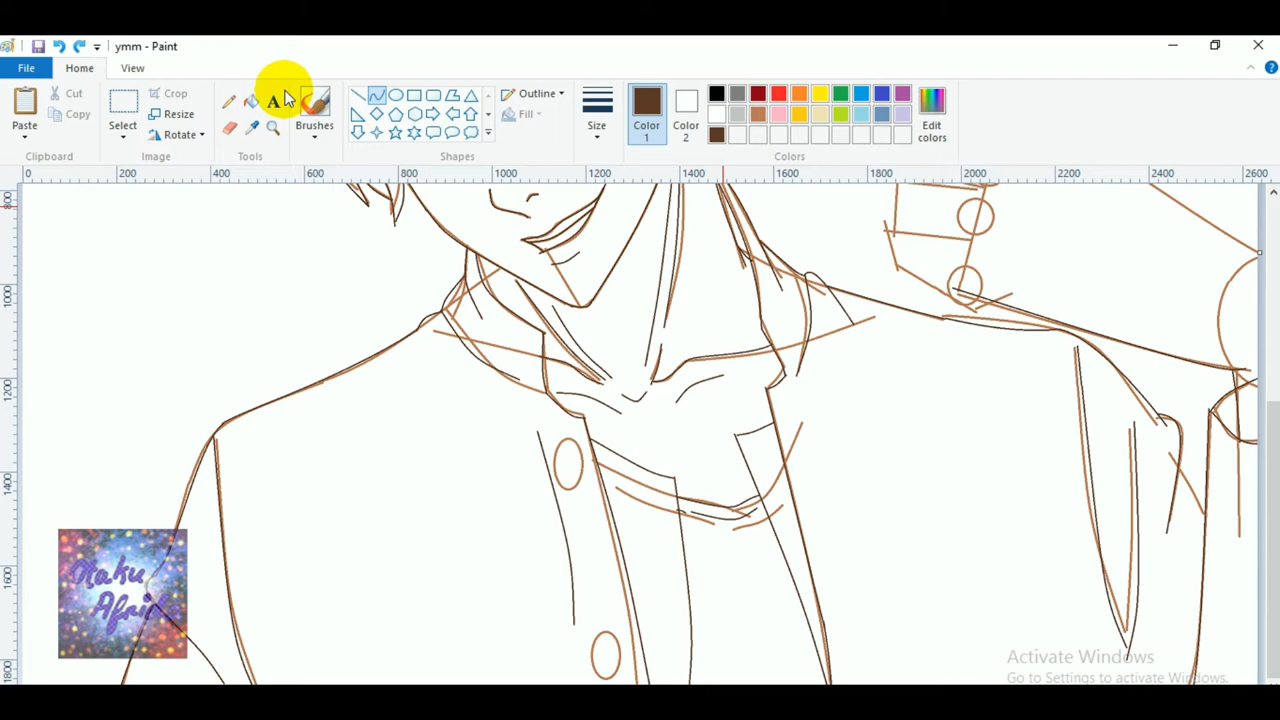 ymm - Paint
File
Home
View
Paste
Cut
Copy
Clipboard
Select
Crop
Resize
Rotate
Image
A
Tools
Brushes
Outline
Fill
Shapes
Size
Color 1
Color 2
Edit colors
Colors
0 200 400 600 800 1000 1200 1400 1600 1800 2000 2200 2400 2600
800
1000
1200
1400
1600
1800
Otaku
Activate Windows
Go to Settings to activate Windows.